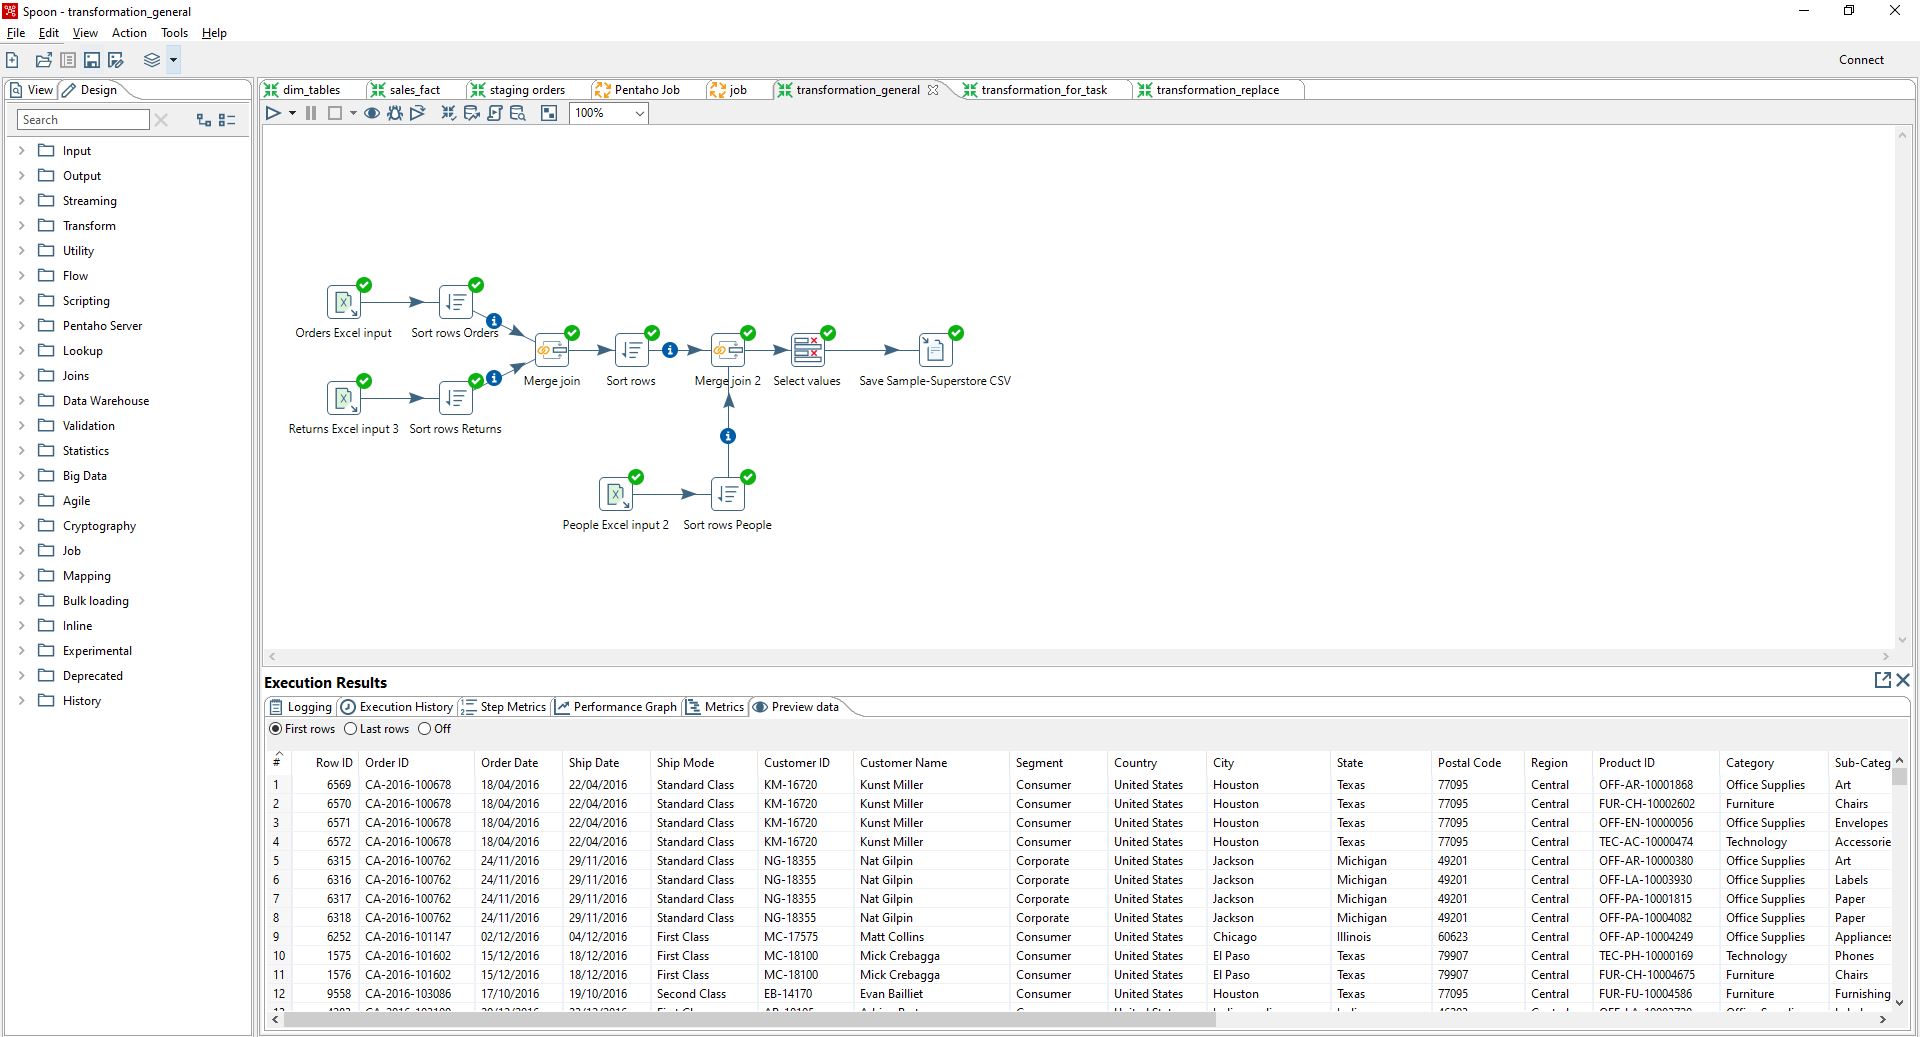 Spoon - transformation_general
File Edit View Action Tools Help
Connect
View Design
dim_tables sales_fact staging orders Pentaho Job job transformation_general transformation_for_task transformation_replace
Search
100%
Input
Output
Streaming
Transform
Utility
Flow
Scripting
Pentaho Server
Lookup
Joins
Data Warehouse
Validation
Statistics
Big Data
Agile
Cryptography
Job
Mapping
Bulk loading
Inline
Experimental
Deprecated
History
Orders Excel input Sort rows Orders
Merge join Sort rows Merge join 2 Select values Save Sample-Superstore CSV
Returns Excel input 3 Sort rows Returns
People Excel input 2 Sort rows People
Execution Results
Logging Execution History Step Metrics Performance Graph Metrics Preview data
First rows Last rows Off
# Row ID Order ID Order Date Ship Date Ship Mode Customer ID Customer Name Segment Country City State Postal Code Region Product ID Category Sub-Categ
1 6569 CA-2016-100678 18/04/2016 22/04/2016 Standard Class KM-16720 Kunst Miller Consumer United States Houston Texas 77095 Central OFF-AR-10001868 Office Supplies Art
2 6570 CA-2016-100678 18/04/2016 22/04/2016 Standard Class KM-16720 Kunst Miller Consumer United States Houston Texas 77095 Central FUR-CH-10002602 Furniture Chairs
3 6571 CA-2016-100678 18/04/2016 22/04/2016 Standard Class KM-16720 Kunst Miller Consumer United States Houston Texas 77095 Central OFF-EN-10000056 Office Supplies Envelopes
4 6572 CA-2016-100678 18/04/2016 22/04/2016 Standard Class KM-16720 Kunst Miller Consumer United States Houston Texas 77095 Central TEC-AC-10000474 Technology Accessorie
5 6315 CA-2016-100762 24/11/2016 29/11/2016 Standard Class NG-18355 Nat Gilpin Corporate United States Jackson Michigan 49201 Central OFF-AR-10000380 Office Supplies Art
6 6316 CA-2016-100762 24/11/2016 29/11/2016 Standard Class NG-18355 Nat Gilpin Corporate United States Jackson Michigan 49201 Central OFF-LA-10003930 Office Supplies Labels
7 6317 CA-2016-100762 24/11/2016 29/11/2016 Standard Class NG-18355 Nat Gilpin Corporate United States Jackson Michigan 49201 Central OFF-PA-10001815 Office Supplies Paper
8 6318 CA-2016-100762 24/11/2016 29/11/2016 Standard Class NG-18355 Nat Gilpin Corporate United States Jackson Michigan 49201 Central OFF-PA-10004082 Office Supplies Paper
9 6252 CA-2016-101147 02/12/2016 04/12/2016 First Class MC-17575 Matt Collins Consumer United States Chicago Illinois 60623 Central OFF-AP-10004249 Office Supplies Appliances
10 1575 CA-2016-101602 15/12/2016 18/12/2016 First Class MC-18100 Mick Crebagga Consumer United States El Paso Texas 79907 Central TEC-PH-10000169 Technology Phones
11 1576 CA-2016-101602 15/12/2016 18/12/2016 First Class MC-18100 Mick Crebagga Consumer United States El Paso Texas 79907 Central FUR-CH-10004675 Furniture Chairs
12 9558 CA-2016-103086 17/10/2016 19/10/2016 Second Class EB-14170 Evan Bailliet Consumer United States Houston Texas 77095 Central FUR-FU-10004586 Furniture Furnishing